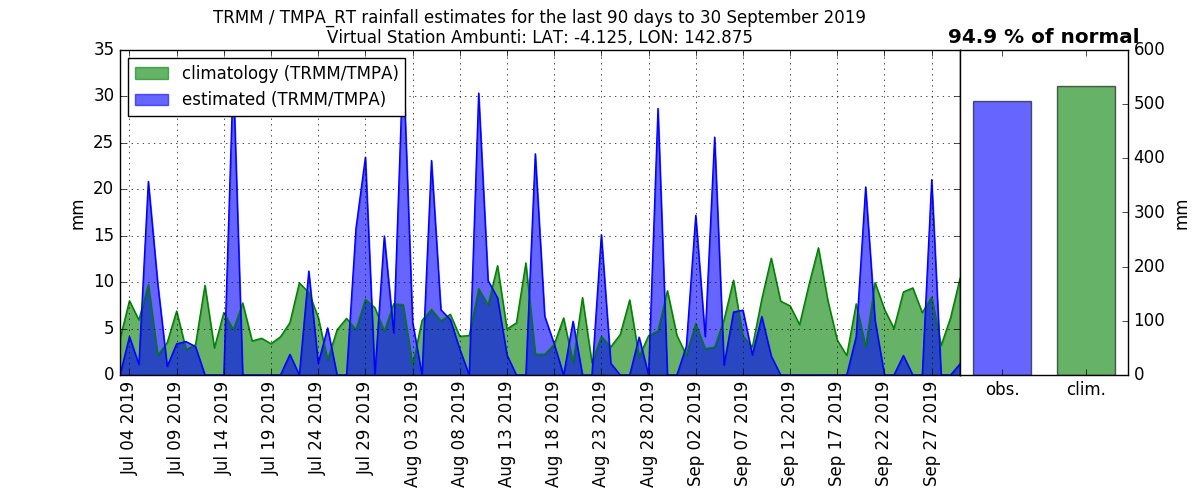 TRMM / TMPA_RT rainfall estimates for the last 90 days to 30 September 2019
Virtual Station Ambunti: LAT: -4.125, LON: 142.875
94.9 % of normal
climatology (TRMM/TMPA)
estimated (TRMM/TMPA)
mm
35
30
25
20
15
10
5
0
Jul 04 2019
Jul 09 2019
Jul 14 2019
Jul 19 2019
Jul 24 2019
Jul 29 2019
Aug 03 2019
Aug 08 2019
Aug 13 2019
Aug 18 2019
Aug 23 2019
Aug 28 2019
Sep 02 2019
Sep 07 2019
Sep 12 2019
Sep 17 2019
Sep 22 2019
Sep 27 2019
600
500
400
300
200
100
0
mm
obs.
clim.